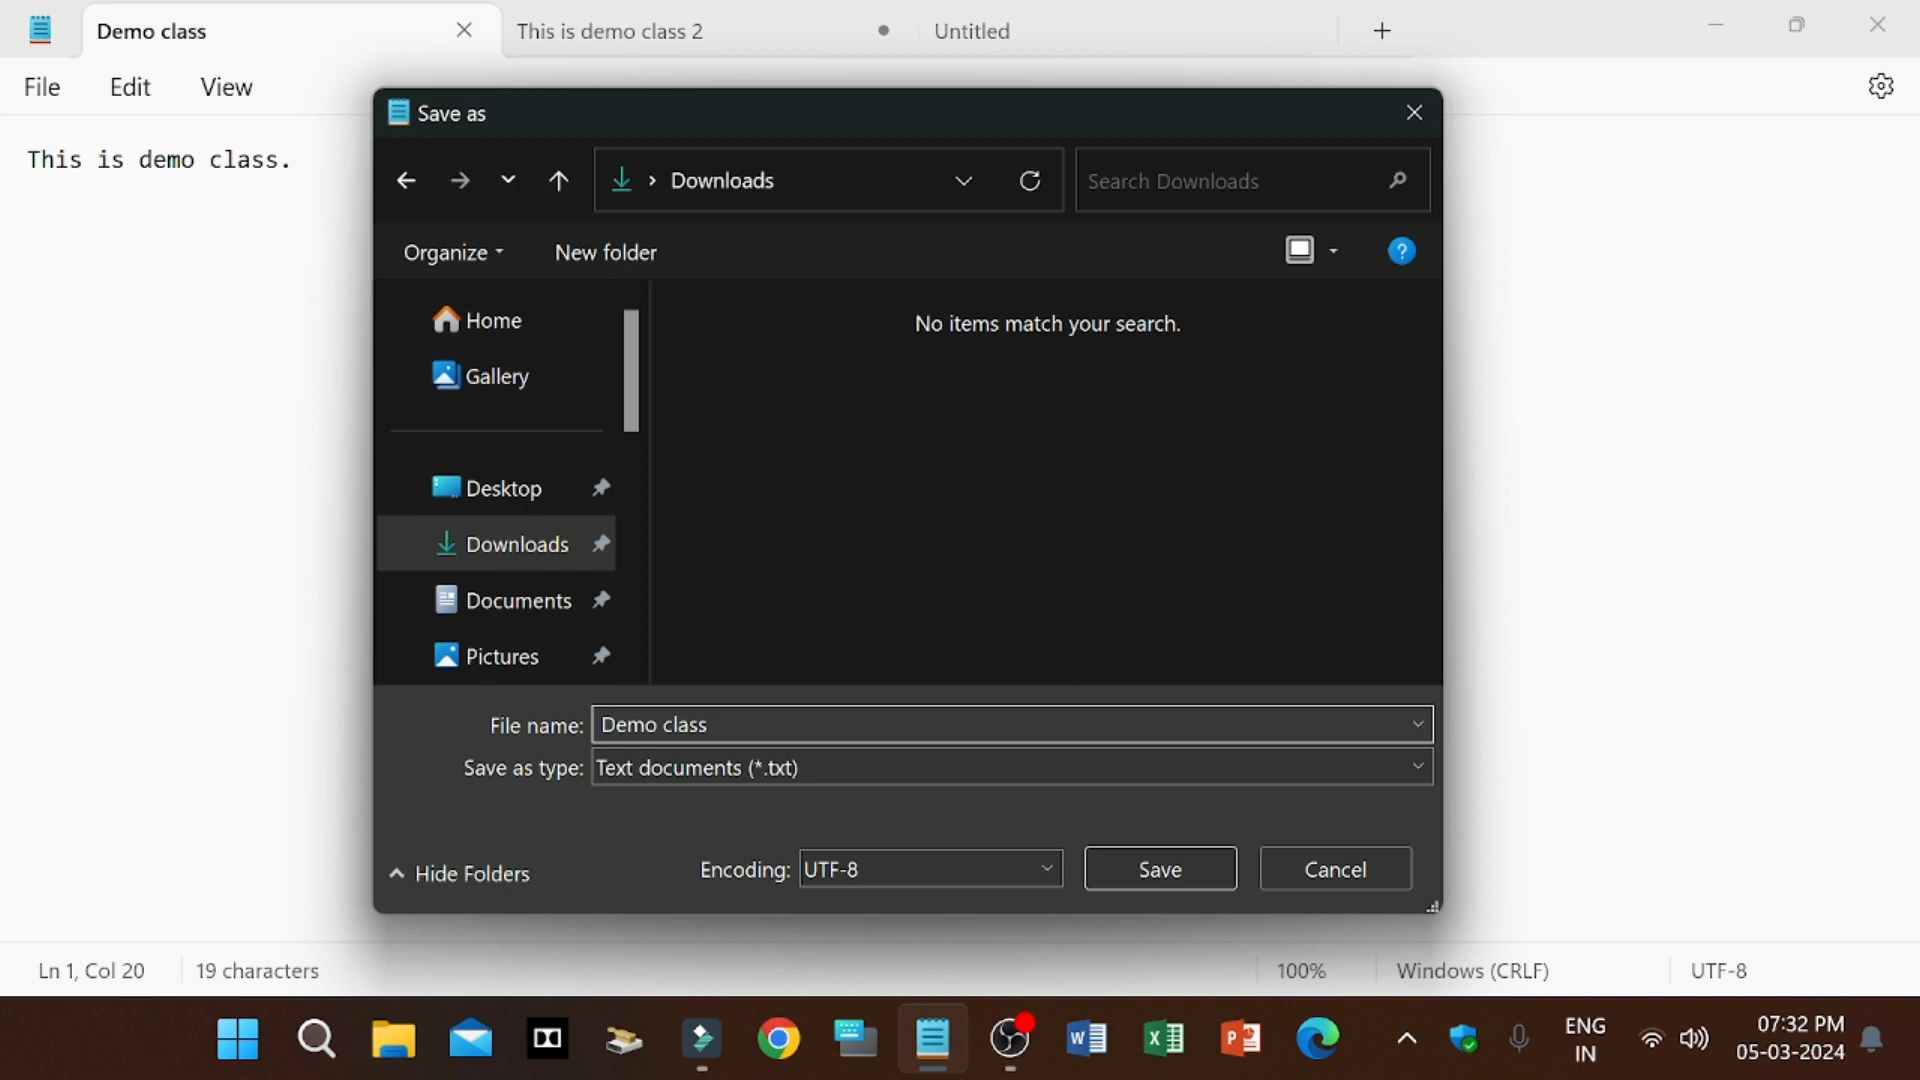 Demo class
This is demo class 2
Untitled
File Edit View
This is demo class.
Save as
Downloads
Search Downloads
Organize New folder
?
No items match your search.
Home
Gallery
Desktop
Downloads
Documents
Pictures
File name: Demo class
Save as type: Text documents (*.txt)
Hide Folders
Encoding: UTF-8
Save
Cancel
Ln 1, Col 20
19 characters
100%
Windows (CRLF)
UTF-8
ENG
IN
07:32 PM
05-03-2024